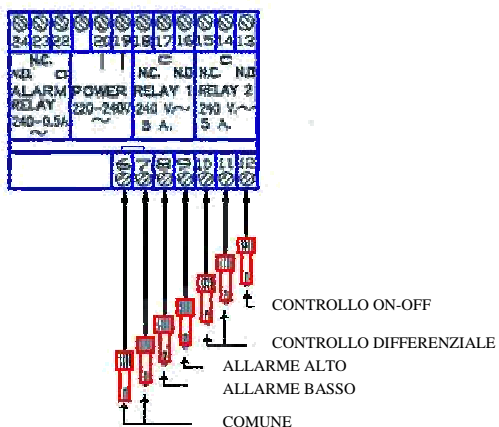 24 23 22 20 19 18 17 16 15 14 13
N.C. C N.C. N.O C N.C. N.O
N.O. C1
ALARM POWER RELAY 1 RELAY 2
RELAY 220-240V 240 V.~ 240 V.~
240-0.5A ~ 5 A. 5 A.
~
6 7 8 9 10 11 12
CONTROLLO ON-OFF
CONTROLLO DIFFERENZIALE
ALLARME ALTO
ALLARME BASSO
COMUNE